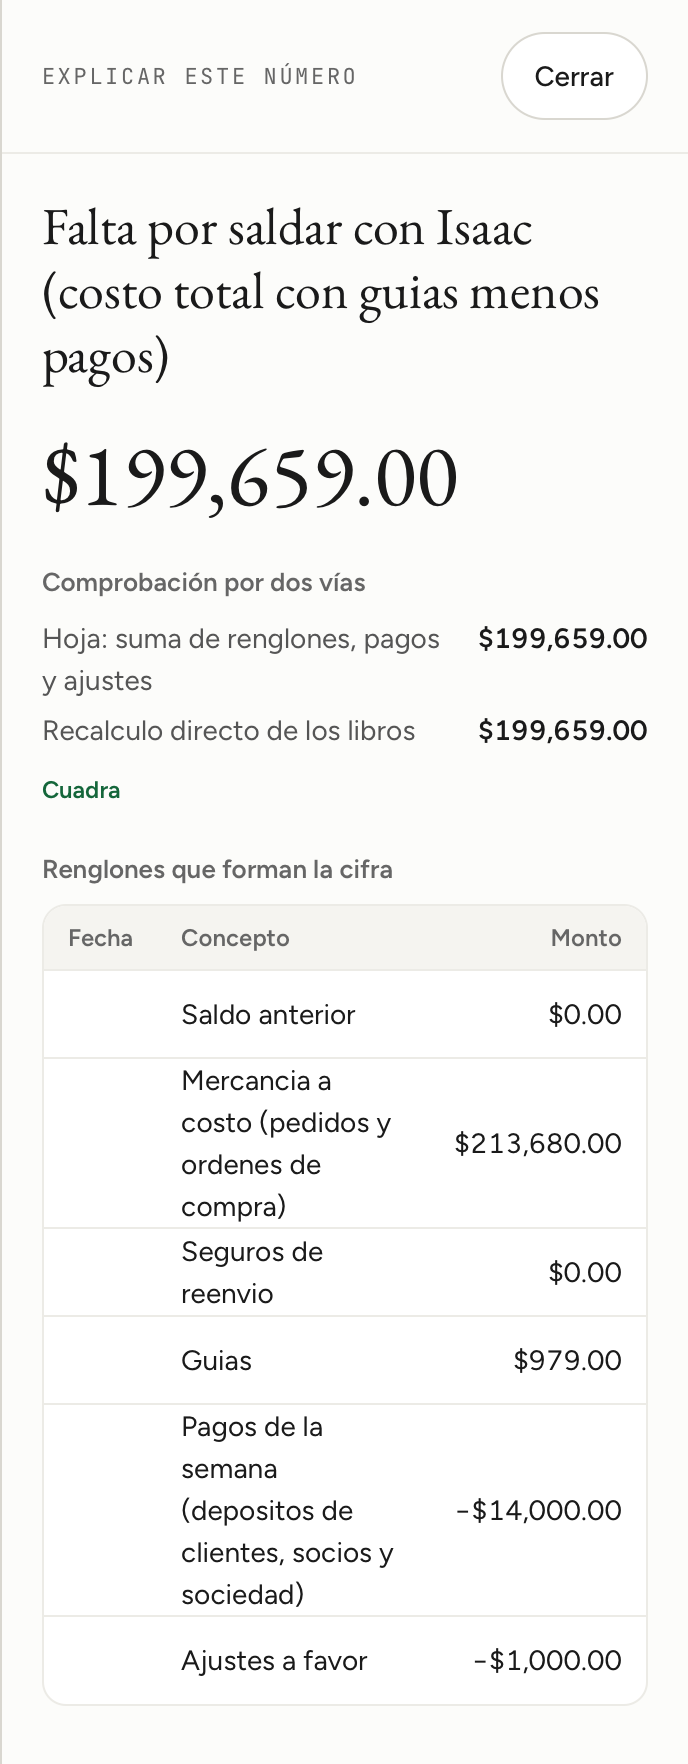 EXPLICAR ESTE NÚMERO
Cerrar
Falta por saldar con Isaac
(costo total con guias menos
pagos)
$199,659.00
Comprobación por dos vías
Hoja: suma de renglones, pagos $199,659.00
y ajustes
Recalculo directo de los libros $199,659.00
Cuadra
Renglones que forman la cifra
Fecha Concepto Monto
Saldo anterior $0.00
Mercancia a
costo (pedidos y
ordenes de
compra)
$213,680.00
Seguros de
reenvio
$0.00
Guias $979.00
Pagos de la
semana
(depositos de
clientes, socios y
sociedad)
-$14,000.00
Ajustes a favor -$1,000.00